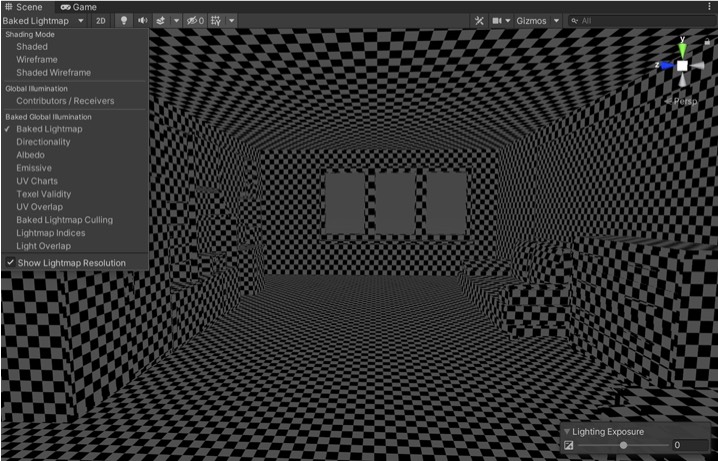 Scene
Game
Baked Lightmap
2D
0
Gizmos
All
Shading Mode
Shaded
Wireframe
Shaded Wireframe
Global Illumination
Contributors / Receivers
Baked Global Illumination
Baked Lightmap
Directionality
Albedo
Emissive
UV Charts
Texel Validity
UV Overlap
Baked Lightmap Culling
Lightmap Indices
Light Overlap
Show Lightmap Resolution
y
z
Persp
Lighting Exposure
0